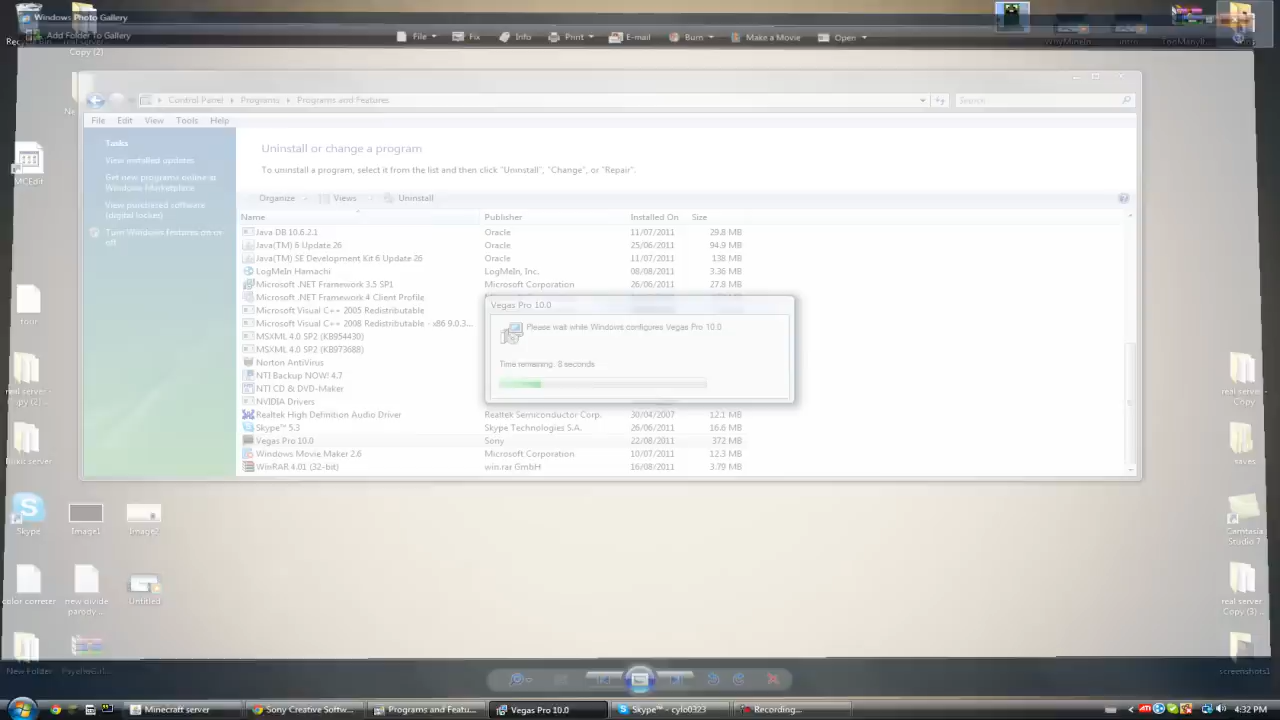 Windows Photo Gallery
Add Folder To Gallery
File Fix Info Print E-mail Burn Make a Movie Open
Copy (2)
Control Panel Programs Programs and Features Search
File Edit View Tools Help
Tasks
View installed updates
Get new programs online at
Windows Marketplace
View purchased software
(digital locker)
Turn Windows features on or
off
Uninstall or change a program
To uninstall a program, select it from the list and then click "Uninstall", "Change", or "Repair".
Organize Views Uninstall
Name Publisher Installed On Size
Java DB 10.6.2.1 Oracle 11/07/2011 29.8 MB
Java(TM) 6 Update 26 Oracle 25/06/2011 94.9 MB
Java(TM) SE Development Kit 6 Update 26 Oracle 11/07/2011 138 MB
LogMeIn Hamachi LogMeIn, Inc. 08/08/2011 3.36 MB
Microsoft .NET Framework 3.5 SP1 Microsoft Corporation 26/06/2011 27.8 MB
Microsoft .NET Framework 4 Client Profile
Microsoft Visual C++ 2005 Redistributable
Microsoft Visual C++ 2008 Redistributable - x86 9.0.3...
MSXML 4.0 SP2 (KB954430)
MSXML 4.0 SP2 (KB973688)
Norton AntiVirus
NTI Backup NOW! 4.7
NTI CD & DVD-Maker
NVIDIA Drivers
Realtek High Definition Audio Driver Realtek Semiconductor Corp. 30/04/2007 12.1 MB
Skype™ 5.3 Skype Technologies S.A. 26/06/2011 16.6 MB
Vegas Pro 10.0 Sony 22/08/2011 372 MB
Windows Movie Maker 2.6 Microsoft Corporation 10/07/2011 12.3 MB
WinRAR 4.01 (32-bit) win.rar GmbH 16/08/2011 3.79 MB
Vegas Pro 10.0
Please wait while Windows configures Vegas Pro 10.0
Time remaining: 8 seconds
MCEdit
tour
real server
- Copy (2)
Skype
Image1
Image2
new divide
parody ...
Untitled
New Folder
real server
- Copy
saves
Camtasia
Studio 7
real server
Copy (3)
screenshots1
Minecraft server
Sony Creative Softw...
Programs and Featu...
Vegas Pro 10.0
Skype™ - cylo0323
Recording...
4:32 PM